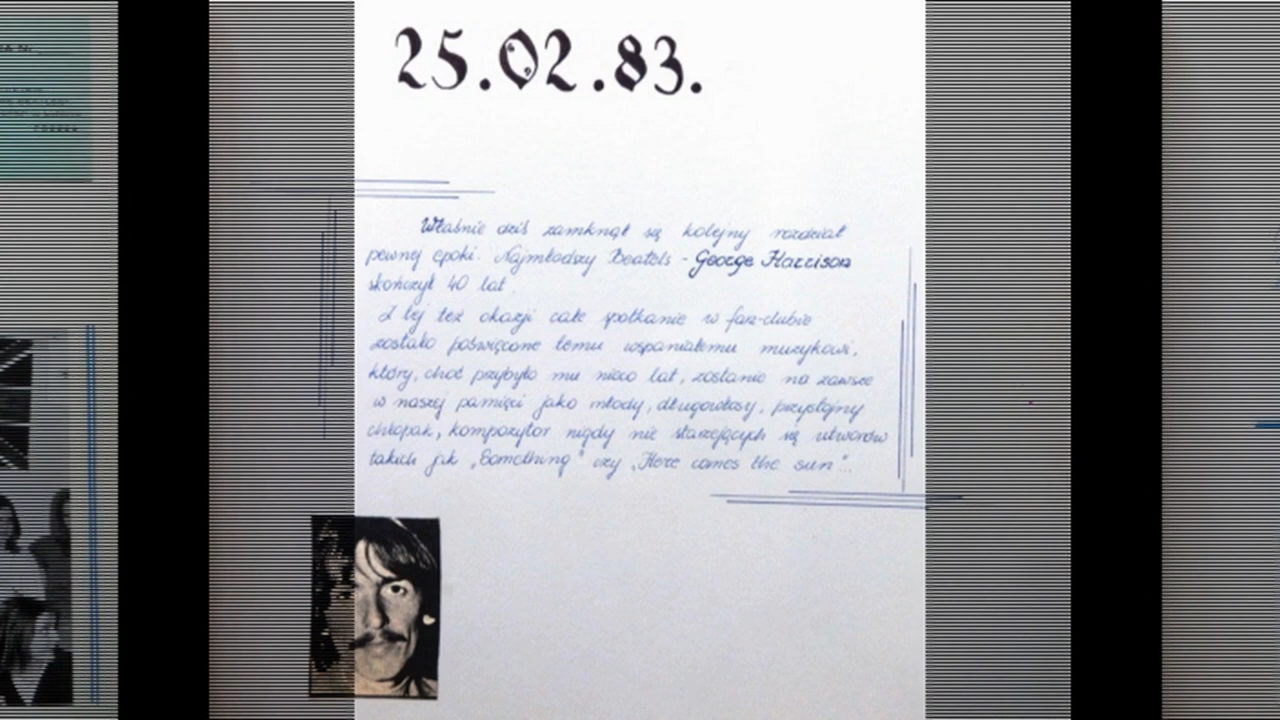 25.02.83.
Właśnie dziś zamknął się kolejny rozdział
pewnej epoki. Najmłodszy Beatels - George Harrison
kończył 40 lat.
I tej też okazji całe spotkanie w fan-clubie
zostało poświęcone temu wspaniałemu muzykowi,
który, choć przybyło mu nieco lat, zostanie na zawsze
w naszej pamięci jako młody, długowłosy, przystojny
chłopak, kompozytor nigdy nie starzejących się utworów
takich jak „Something" czy „Here comes the sun"...